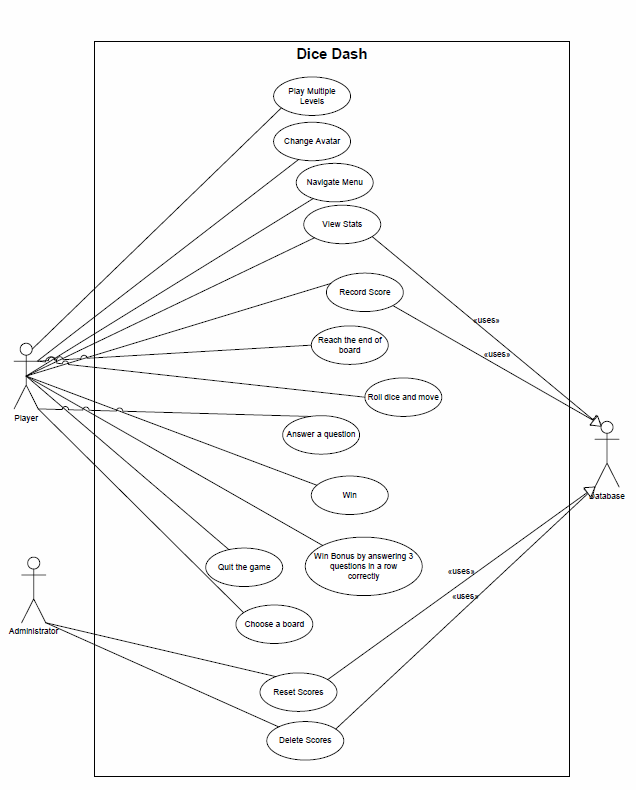 Dice Dash
Play Multiple
Levels
Change Avatar
Navigate Menu
View Stats
Record Score
«uses»
Reach the end of
board
«uses»
Roll dice and move
Player
Answer a question
Database
Win
Win Bonus by answering 3
questions in a row
correctly
Quit the game
«uses»
«uses»
Choose a board
Administrator
Reset Scores
Delete Scores